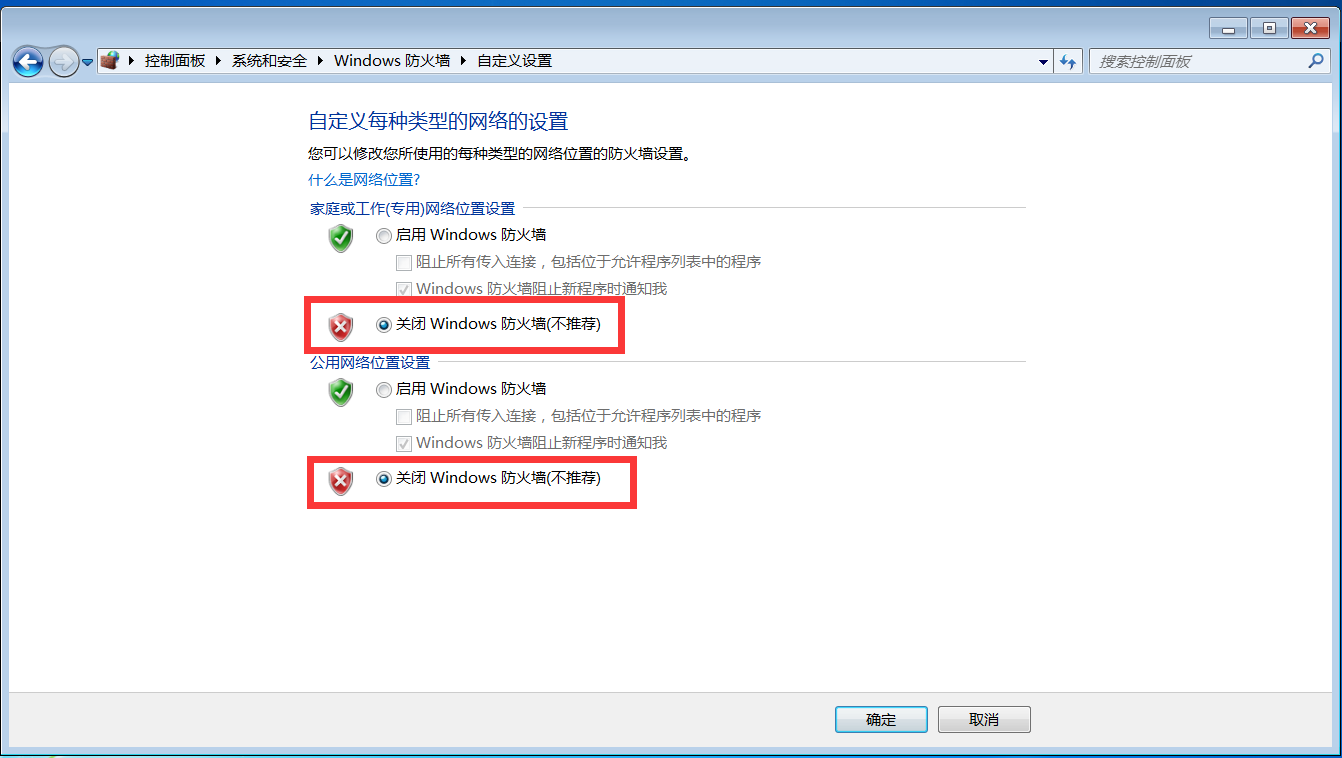 控制面板 系统和安全 Windows 防火墙 自定义设置 搜索控制面板
自定义每种类型的网络的设置
您可以修改您所使用的每种类型的网络位置的防火墙设置。
什么是网络位置?
家庭或工作(专用)网络位置设置
启用 Windows 防火墙
阻止所有传入连接，包括位于允许程序列表中的程序
Windows 防火墙阻止新程序时通知我
关闭 Windows 防火墙(不推荐)
公用网络位置设置
启用 Windows 防火墙
阻止所有传入连接，包括位于允许程序列表中的程序
Windows 防火墙阻止新程序时通知我
关闭 Windows 防火墙(不推荐)
确定 取消